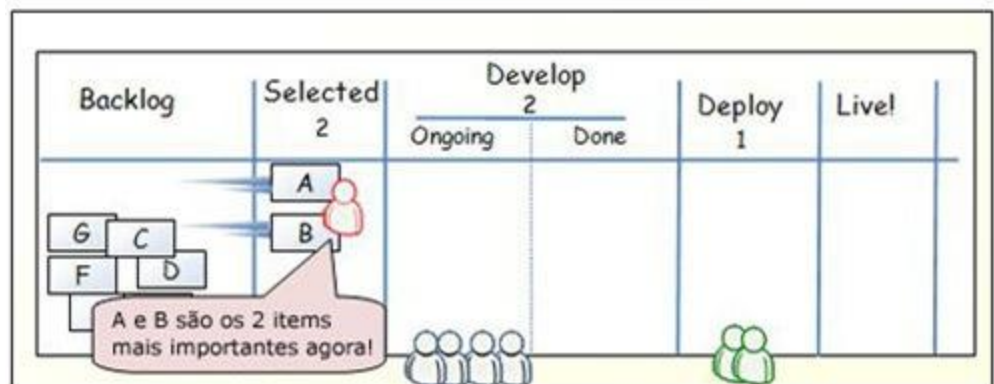 Backlog
Selected
2
Develop
2
Ongoing
Done
Deploy
1
Live!
A
B
G
C
F
D
A e B são os 2 items
mais importantes agora!